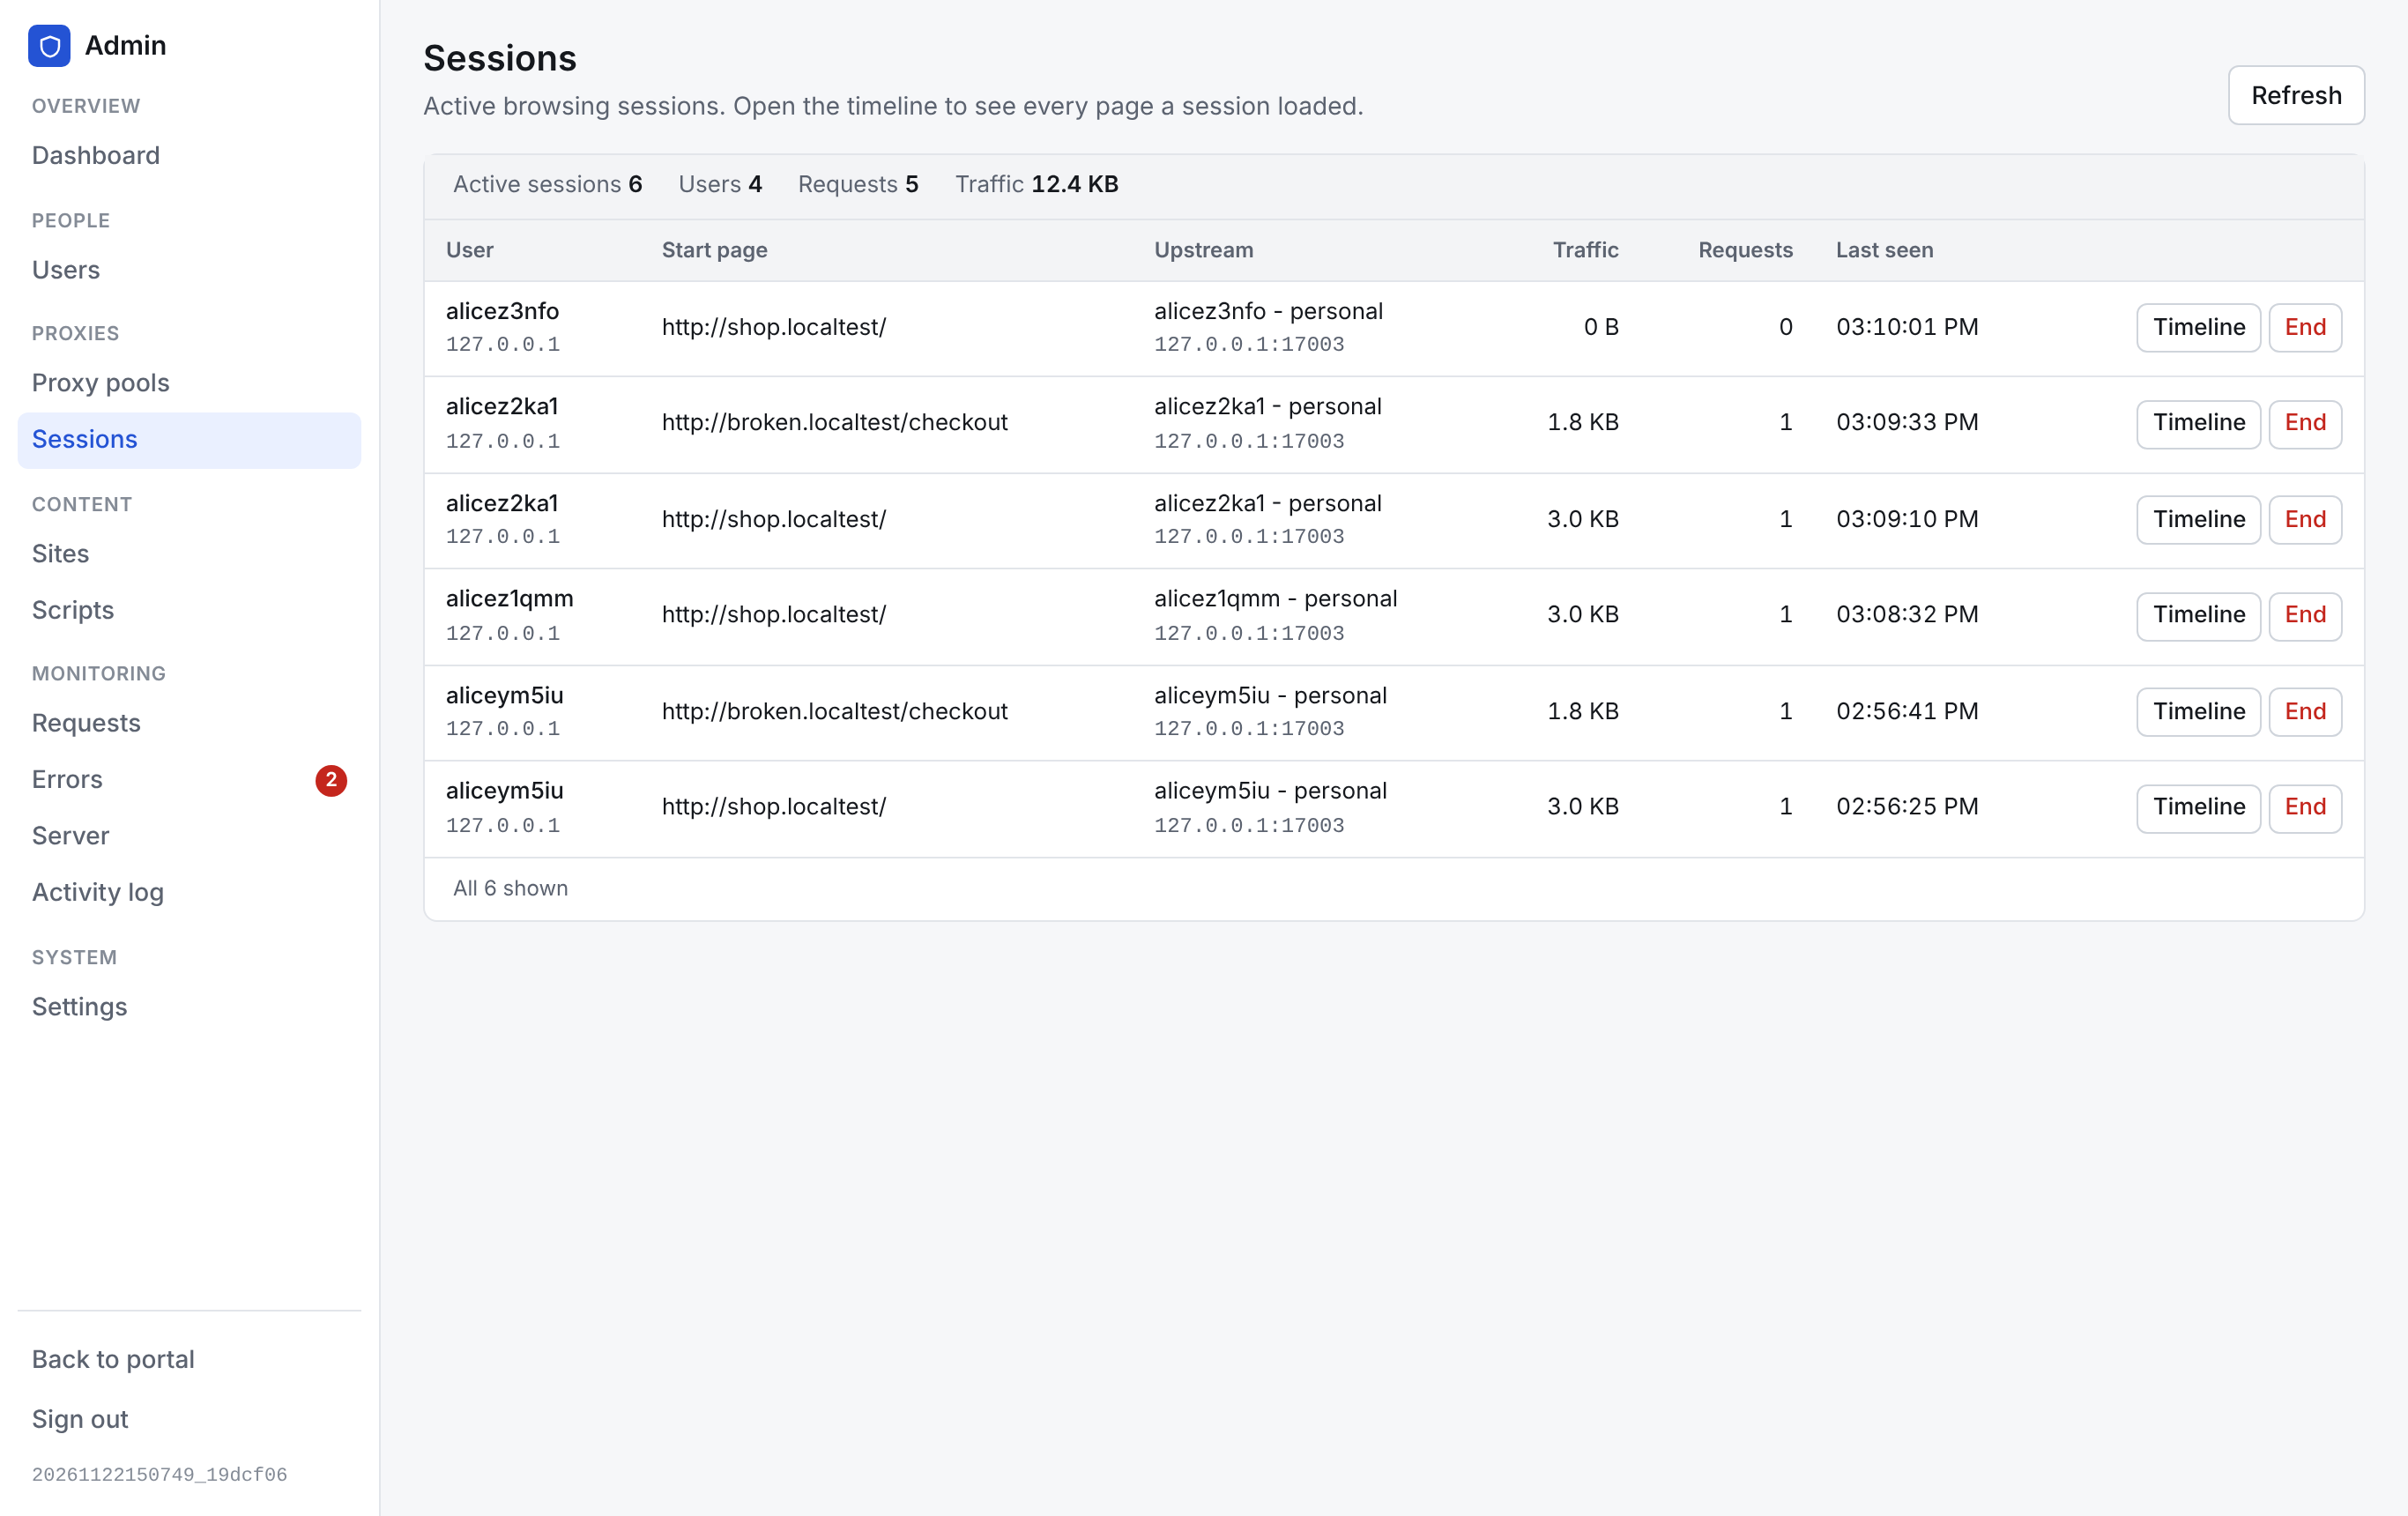 Admin
OVERVIEW
Dashboard
PEOPLE
Users
PROXIES
Proxy pools
Sessions
CONTENT
Sites
Scripts
MONITORING
Requests
Errors 2
Server
Activity log
SYSTEM
Settings
Back to portal
Sign out
20261122150749_19dcf06
Sessions
Active browsing sessions. Open the timeline to see every page a session loaded.
Refresh
Active sessions 6 Users 4 Requests 5 Traffic 12.4 KB
User Start page Upstream Traffic Requests Last seen
alicez3nfo http://shop.localtest/ alicez3nfo - personal 0 B 0 03:10:01 PM Timeline End
127.0.0.1 127.0.0.1:17003
alicez2ka1 http://broken.localtest/checkout alicez2ka1 - personal 1.8 KB 1 03:09:33 PM Timeline End
127.0.0.1 127.0.0.1:17003
alicez2ka1 http://shop.localtest/ alicez2ka1 - personal 3.0 KB 1 03:09:10 PM Timeline End
127.0.0.1 127.0.0.1:17003
alicez1qmm http://shop.localtest/ alicez1qmm - personal 3.0 KB 1 03:08:32 PM Timeline End
127.0.0.1 127.0.0.1:17003
aliceym5iu http://broken.localtest/checkout aliceym5iu - personal 1.8 KB 1 02:56:41 PM Timeline End
127.0.0.1 127.0.0.1:17003
aliceym5iu http://shop.localtest/ aliceym5iu - personal 3.0 KB 1 02:56:25 PM Timeline End
127.0.0.1 127.0.0.1:17003
All 6 shown